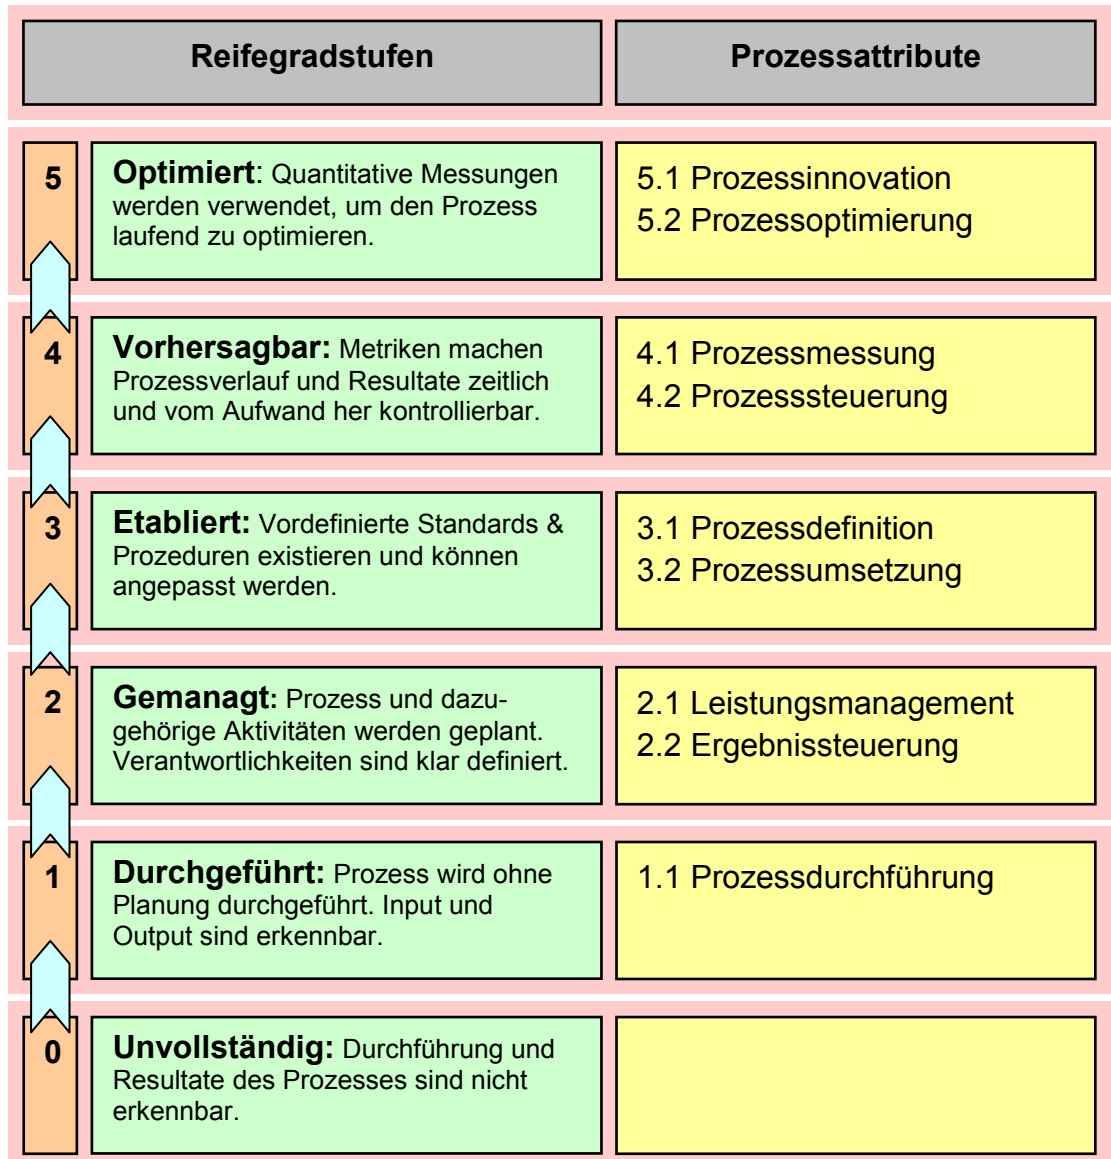 Reifegradstufen
Prozessattribute
5
Optimiert: Quantitative Messungen
werden verwendet, um den Prozess
laufend zu optimieren.
5.1 Prozessinnovation
5.2 Prozessoptimierung
4
Vorhersagbar: Metriken machen
Prozessverlauf und Resultate zeitlich
und vom Aufwand her kontrollierbar.
4.1 Prozessmessung
4.2 Prozesssteuerung
3
Etabliert: Vordefinierte Standards &
Prozeduren existieren und können
angepasst werden.
3.1 Prozessdefinition
3.2 Prozessumsetzung
2
Gemanagt: Prozess und dazu-
gehörige Aktivitäten werden geplant.
Verantwortlichkeiten sind klar definiert.
2.1 Leistungsmanagement
2.2 Ergebnissteuerung
1
Durchgeführt: Prozess wird ohne
Planung durchgeführt. Input und
Output sind erkennbar.
1.1 Prozessdurchführung
0
Unvollständig: Durchführung und
Resultate des Prozesses sind nicht
erkennbar.